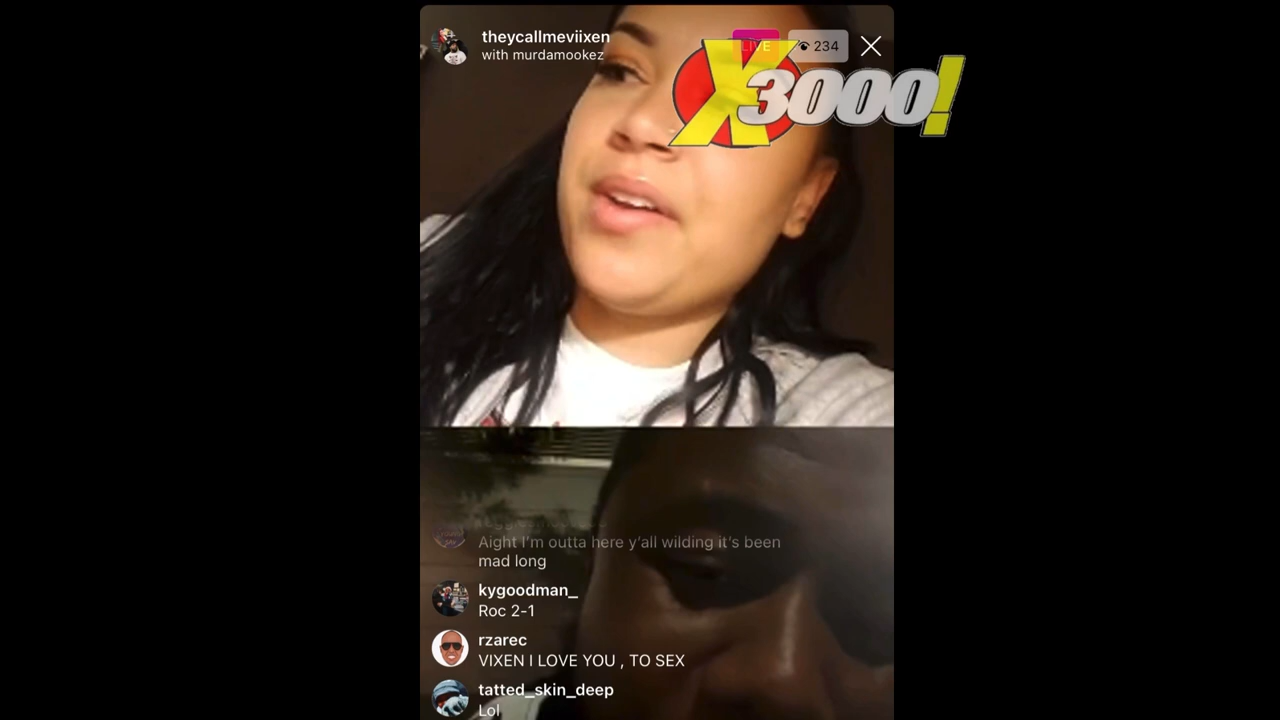 theycallmeviixen
with murdamookez
LIVE
234
X3000!
Aight I'm outta here y'all wilding it's been
mad long
kygoodman_
Roc 2-1
rzarec
VIXEN I LOVE YOU , TO SEX
tatted_skin_deep
Lol